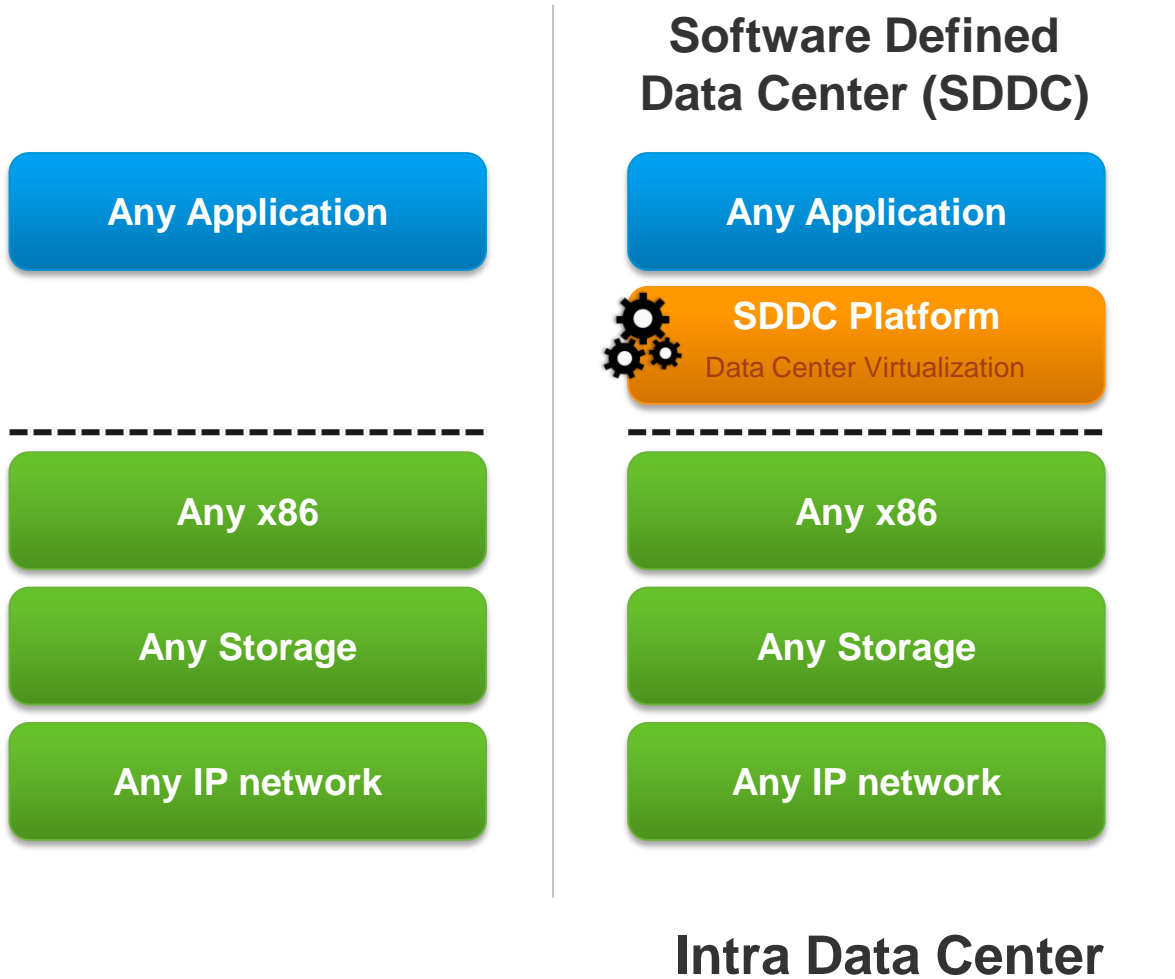 Any Application
Any x86
Any Storage
Any IP network
Software Defined
Data Center (SDDC)
Any Application
SDDC Platform
Data Center Virtualization
Any x86
Any Storage
Any IP network
Intra Data Center